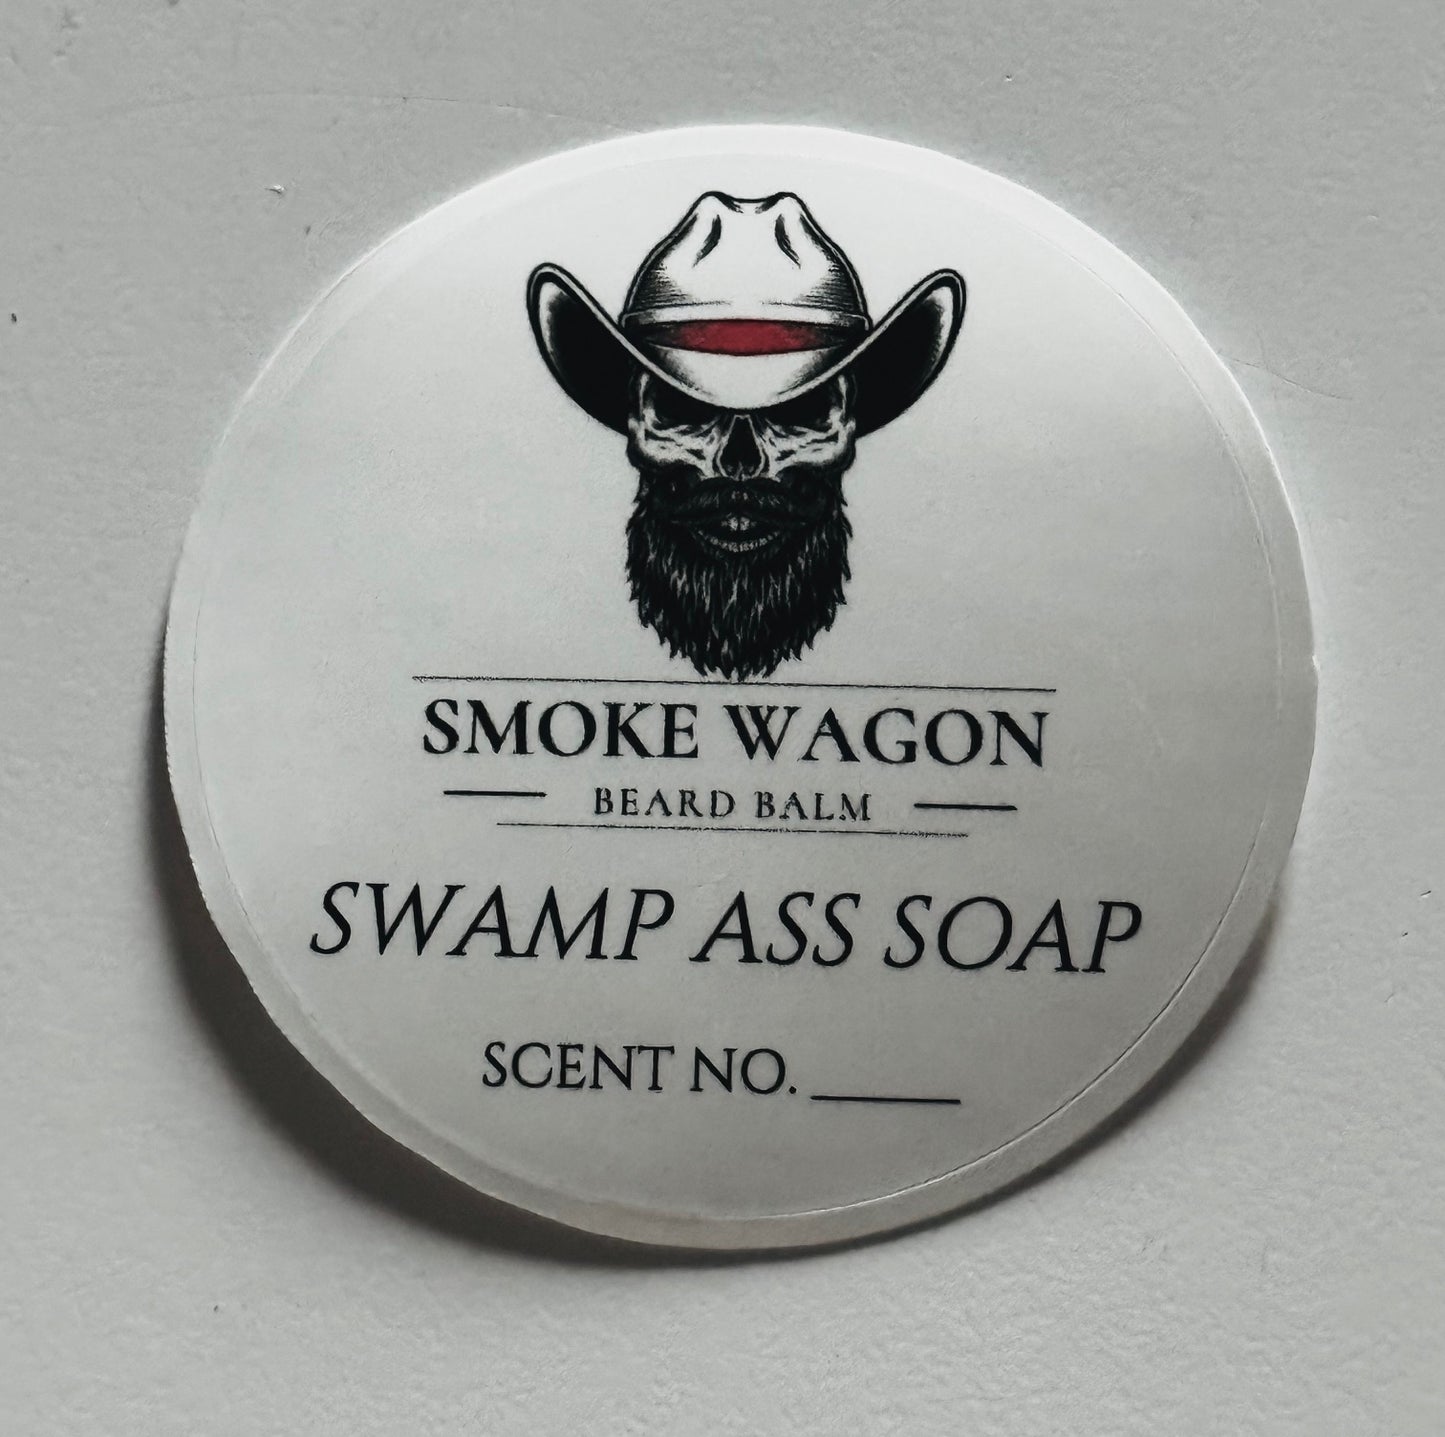 SMOKE WAGON
BEARD BALM
SWAMP ASS SOAP
SCENT NO. ____